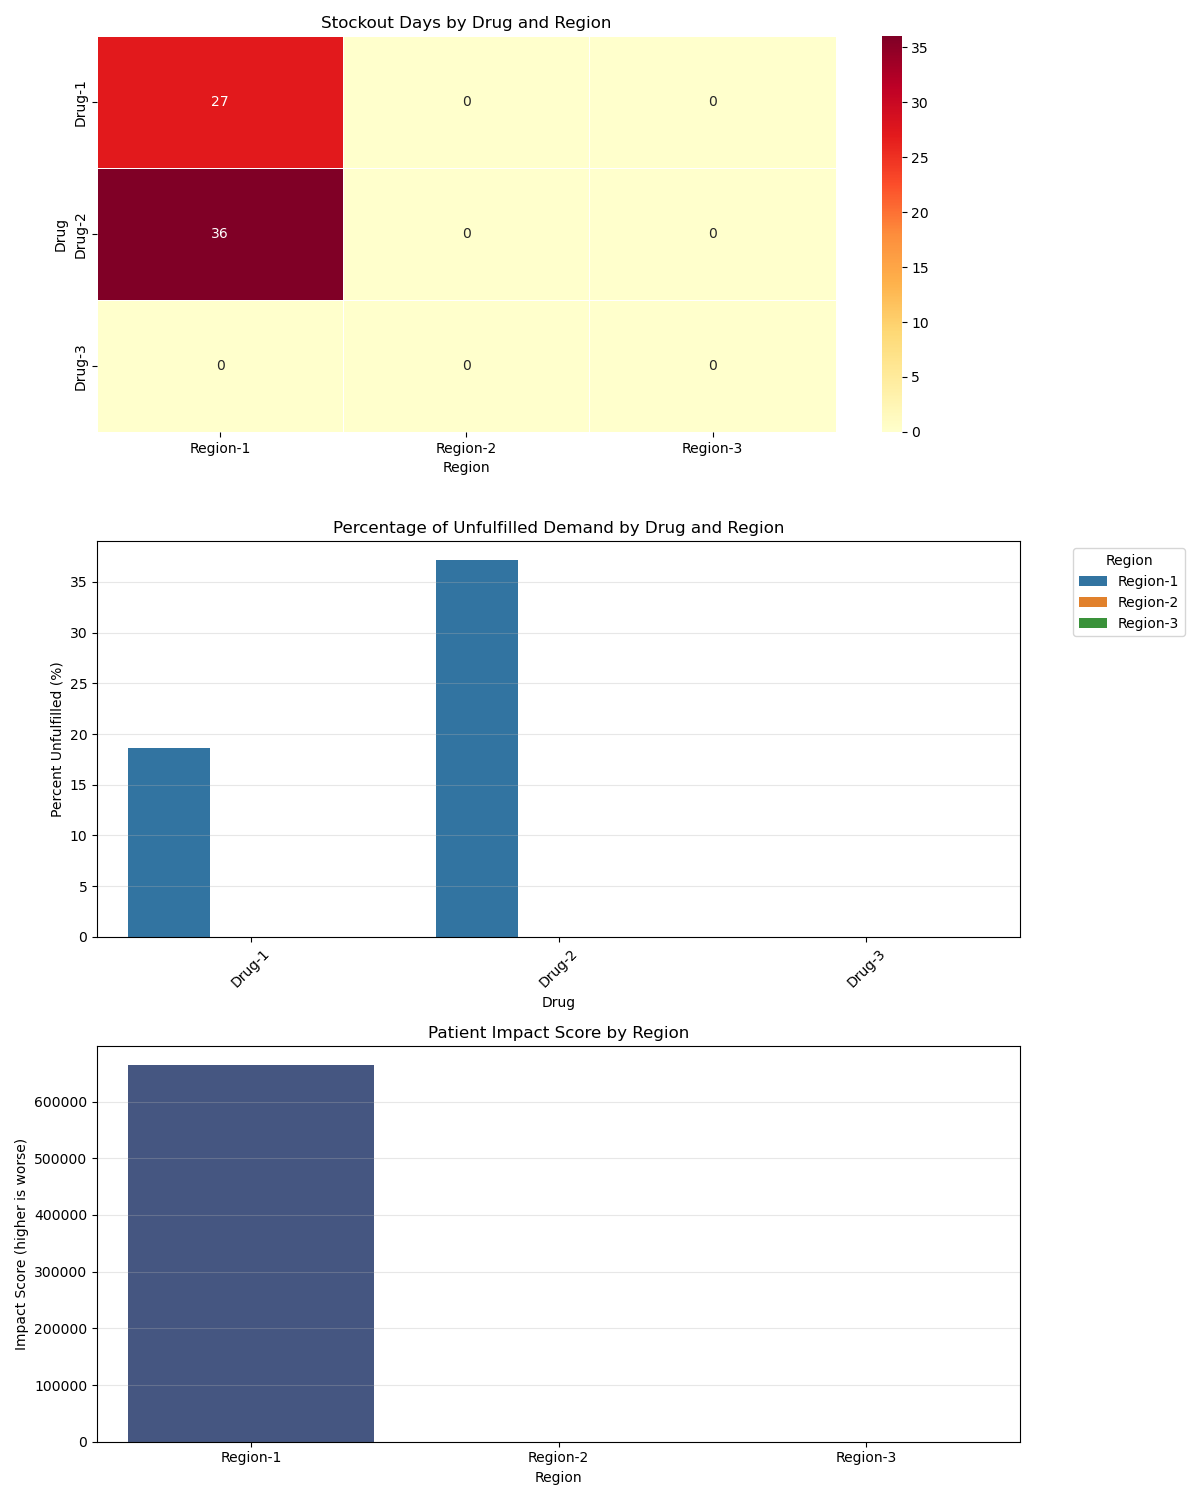 Stockout Days by Drug and Region
Drug
Drug-1
27
0
0
Drug-2
36
0
0
Drug-3
0
0
0
Region-1
Region-2
Region-3
Region
35
30
25
20
15
10
5
0
Percentage of Unfulfilled Demand by Drug and Region
Percent Unfulfilled (%)
35
30
25
20
15
10
5
0
Drug-1
Drug-2
Drug-3
Drug
Region
Region-1
Region-2
Region-3
Patient Impact Score by Region
Impact Score (higher is worse)
600000
500000
400000
300000
200000
100000
0
Region-1
Region-2
Region-3
Region